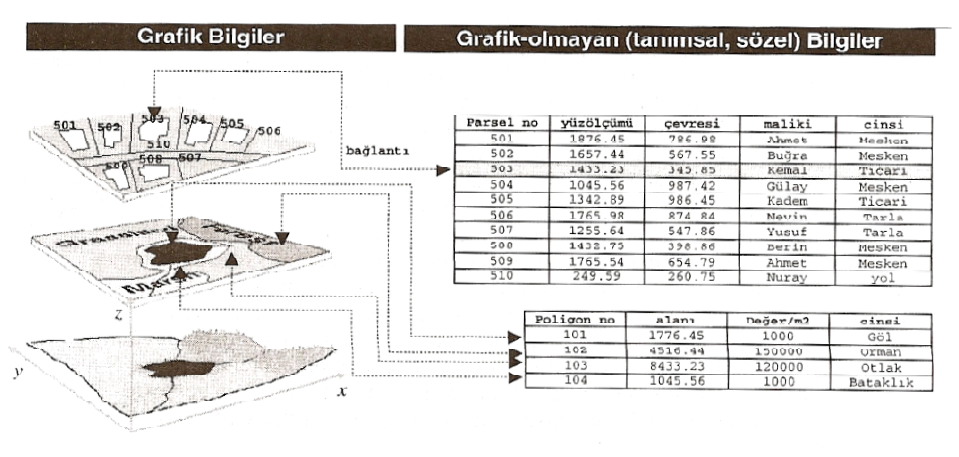 Grafik Bilgiler
Grafik-olmayan (tanımsal, sözel) Bilgiler
501 502 503 504 505 506
510
508 507
bağlantı
Parsel no yüzölçümü çevresi maliki cinsi
501 1876.45 Ahmet Mesken
502 1657.44 567.55 Buğra Mesken
503 1433.23 345.85 Kemal Ticari
504 1045.56 987.42 Gülay Mesken
505 1342.89 986.45 Kadem Ticari
506 1765.98 874.84 Nevin Tarla
507 1255.64 547.86 Yusuf Tarla
508 1432.75 398.86 Berin Mesken
509 1765.54 654.79 Ahmet Mesken
510 249.59 260.75 Nuray yol
Poligon no alanı Değer/m2 cinsi
101 1776.45 1000 Göl
102 4516.44 150000 Orman
103 8433.23 120000 Otlak
104 1045.56 1000 Bataklık
z
y
x